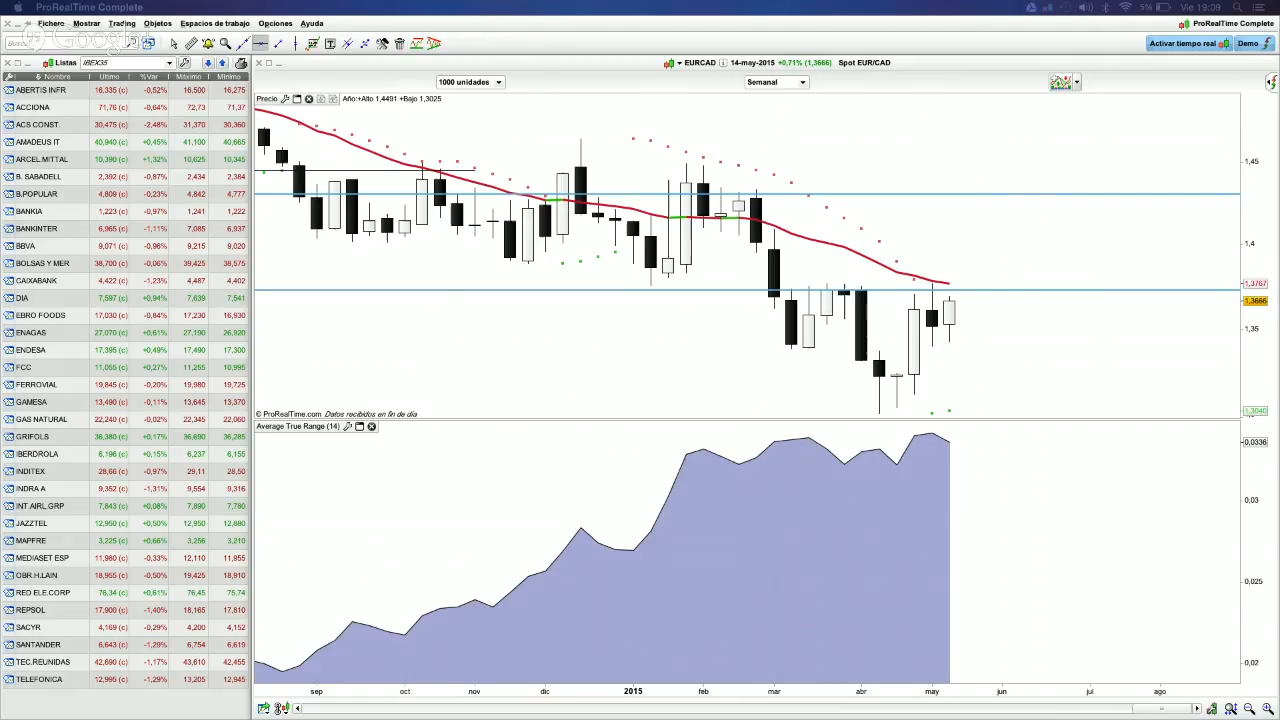 ProRealTime Complete
5% Vie 19:09
Fichero Mostrar Trading Objetos Espacios de trabajo Opciones Ayuda
ProRealTime Complete
Google+
Activar tiempo real Demo
Listas IBEX35
EURCAD 14-may-2015 +0,71% (1,3666) Spot EUR/CAD
Nombre Último %Var Máximo Mínimo
1000 unidades Semanal
ABERTIS INFR 16,335 (c) -0,52% 16,500 16,275
Precio Año:+Alto 1,4491 +Bajo 1,3025
ACCIONA 71,76 (c) -0,64% 72,73 71,37
ACS CONST. 30,475 (c) -2,48% 31,370 30,360
AMADEUS IT 40,940 (c) +0,45% 41,100 40,665
ARCEL.MITTAL 10,390 (c) +1,32% 10,625 10,345
B. SABADELL 2,392 (c) -0,87% 2,434 2,384
B.POPULAR 4,809 (c) -0,23% 4,842 4,777
BANKIA 1,223 (c) -0,97% 1,241 1,222
BANKINTER 6,965 (c) -1,11% 7,085 6,937
BBVA 9,071 (c) -0,96% 9,215 9,020
BOLSAS Y MER 38,700 (c) -0,06% 39,425 38,575
CAIXABANK 4,422 (c) -1,23% 4,487 4,402
DIA 7,597 (c) +0,94% 7,639 7,541
EBRO FOODS 17,030 (c) -0,84% 17,230 16,930
ENAGAS 27,070 (c) +0,61% 27,190 26,920
ENDESA 17,395 (c) +0,49% 17,490 17,300
FCC 11,055 (c) +0,27% 11,255 10,995
FERROVIAL 19,845 (c) -0,20% 19,980 19,725
GAMESA 13,490 (c) -0,11% 13,645 13,370
GAS NATURAL 22,240 (c) -0,02% 22,345 22,060
GRIFOLS 36,380 (c) +0,17% 36,690 36,285
IBERDROLA 6,196 (c) +0,15% 6,237 6,155
INDITEX 28,66 (c) -0,97% 29,11 28,50
INDRA A 9,352 (c) -1,31% 9,554 9,316
INT.AIRL.GRP 7,843 (c) +0,08% 7,890 7,780
JAZZTEL 12,950 (c) +0,50% 12,950 12,880
MAPFRE 3,225 (c) +0,66% 3,256 3,210
MEDIASET ESP 11,980 (c) -0,33% 12,110 11,955
OBR.H.LAIN 18,955 (c) -0,50% 19,425 18,910
RED ELE.CORP 76,34 (c) +0,61% 76,45 75,74
REPSOL 17,900 (c) -1,40% 18,165 17,810
SACYR 4,169 (c) -0,29% 4,200 4,152
SANTANDER 6,643 (c) -1,29% 6,754 6,619
TEC.REUNIDAS 42,690 (c) -1,17% 43,610 42,455
TELEFONICA 12,995 (c) -1,29% 13,205 12,945
1,45
1,4
1,3767
1,3666
1,35
1,3040
© ProRealTime.com Datos recibidos en fin de día
Average True Range (14)
0,0336
0,03
0,025
0,02
sep oct nov dic 2015 feb mar abr may jun jul ago